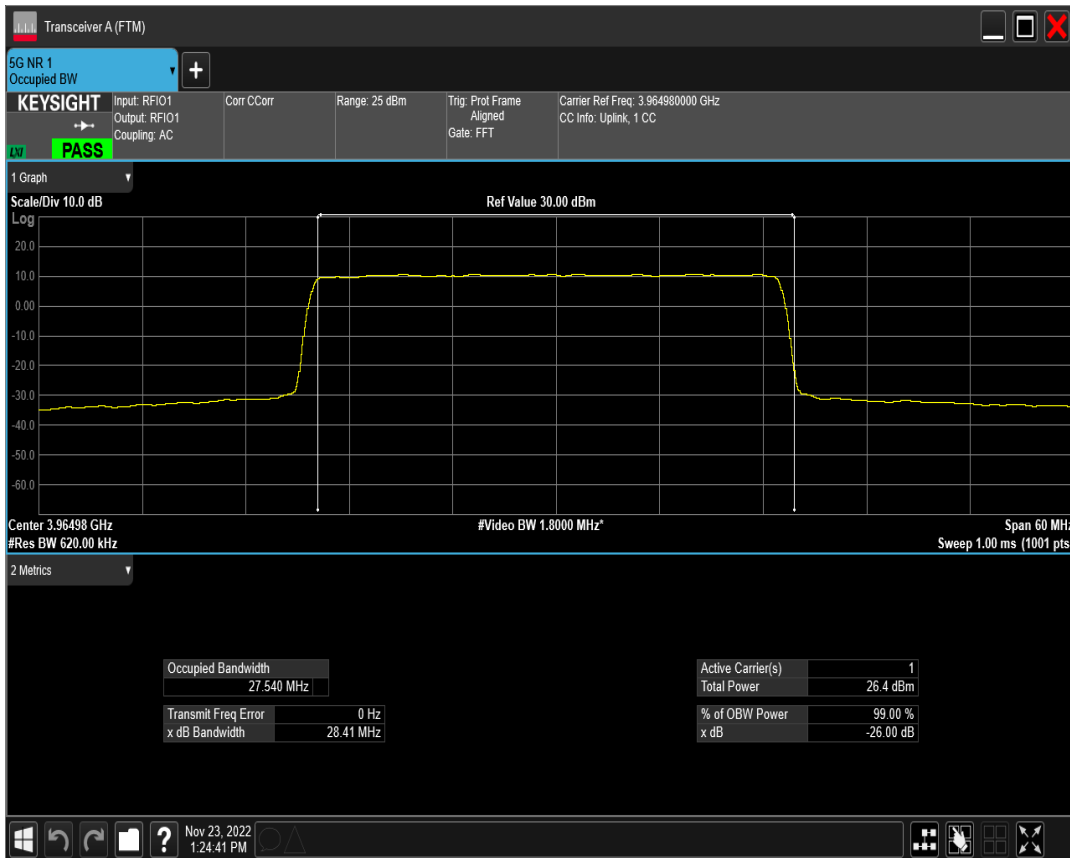 Transceiver A (FTM)
5G NR 1
Occupied BW
+
KEYSIGHT
LXI
PASS
Input: RFIO1
Output: RFIO1
Coupling: AC
Corr CCorr
Range: 25 dBm
Trig: Prot Frame
Aligned
Gate: FFT
Carrier Ref Freq: 3.964980000 GHz
CC Info: Uplink, 1 CC
1 Graph
Scale/Div 10.0 dB
Ref Value 30.00 dBm
Log
20.0
10.0
0.00
-10.0
-20.0
-30.0
-40.0
-50.0
-60.0
Center 3.96498 GHz
#Video BW 1.8000 MHz*
Span 60 MHz
#Res BW 620.00 kHz
Sweep 1.00 ms (1001 pts
2 Metrics
Occupied Bandwidth
27.540 MHz
Transmit Freq Error 0 Hz
x dB Bandwidth 28.41 MHz
Active Carrier(s) 1
Total Power 26.4 dBm
% of OBW Power 99.00 %
x dB -26.00 dB
?
Nov 23, 2022
1:24:41 PM